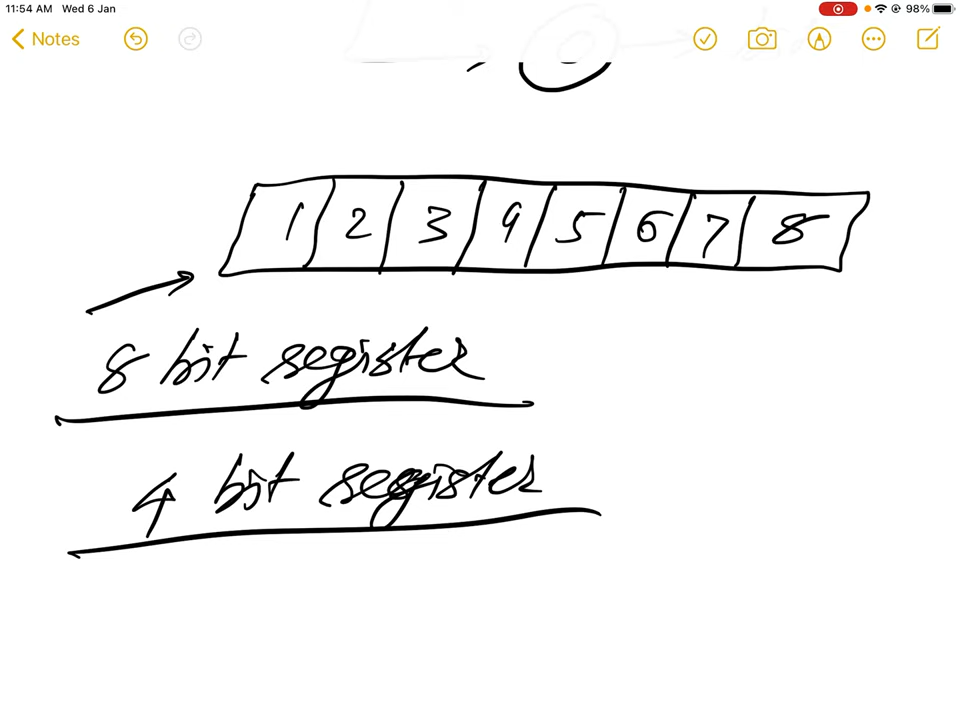 11:54 AM Wed 6 Jan
98%
Notes
1 2 3 4 5 6 7 8
8 bit register
4 bit register